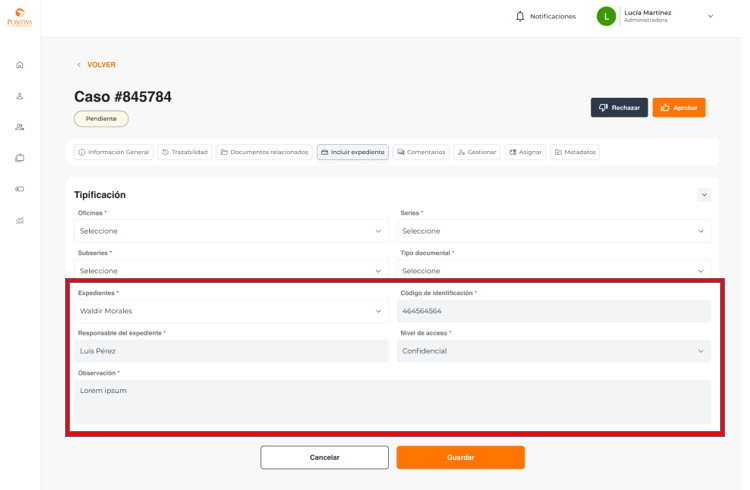 Notificaciones
L
Lucía Martínez
Administradora
POSITIVA
VOLVER
Caso #845784
Pendiente
Rechazar
Aprobar
Información General
Trazabilidad
Documentos relacionados
Incluir expediente
Comentarios
Gestionar
Asignar
Metadatos
Tipificación
Oficinas *
Series *
Seleccione
Seleccione
Subseries *
Tipo documental *
Seleccione
Seleccione
Expedientes *
Código de identificación *
Waldir Morales
464564564
Responsable del expediente *
Nivel de acceso *
Luis Pérez
Confidencial
Observación *
Lorem ipsum
Cancelar
Guardar